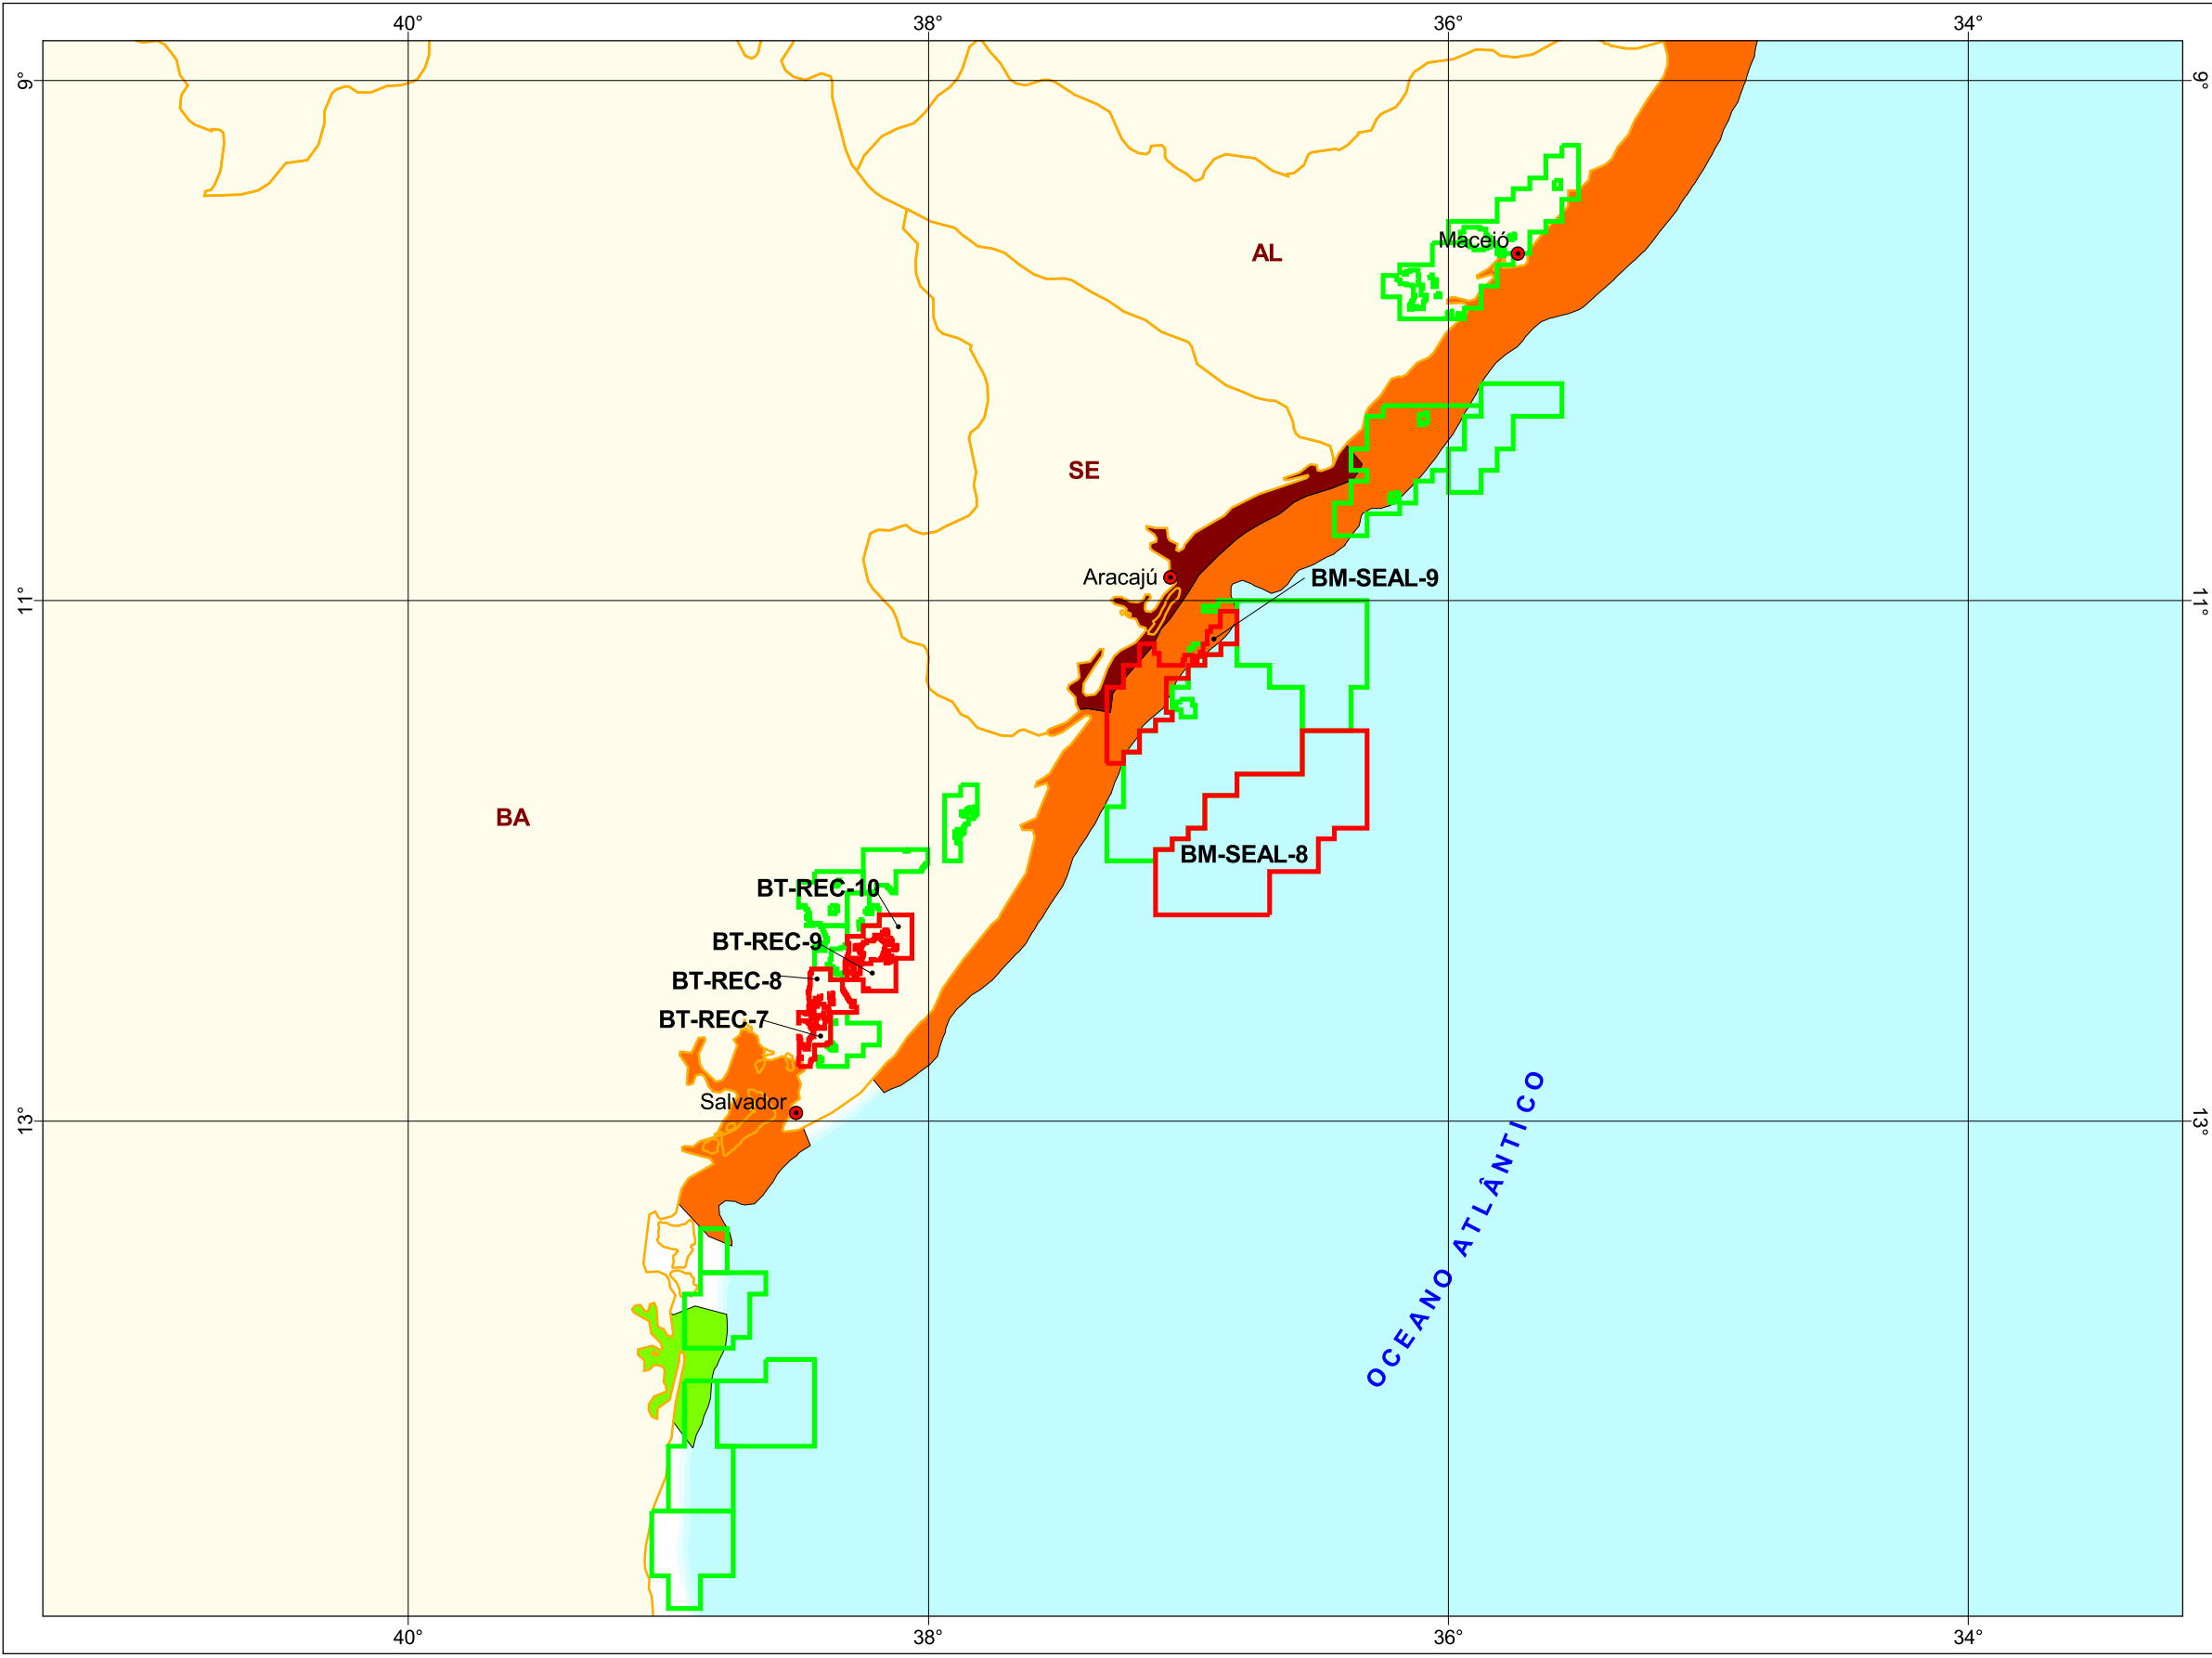 40° 38° 36° 34°
9° 9°
Maceió
AL
SE
Aracajú
BM-SEAL-9
11° 11°
BA
BM-SEAL-8
BT-REC-10
BT-REC-9
BT-REC-8
BT-REC-7
Salvador
13° 13°
OCEANO ATLÂNTICO
40° 38° 36° 34°